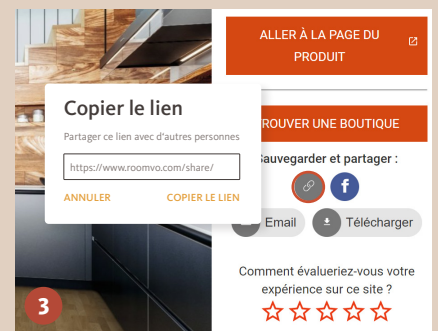 ALLER À LA PAGE DU
PRODUIT
Copier le lien
Partager ce lien avec d'autres personnes
https://www.roomvo.com/share/
ANNULER
COPIER LE LIEN
ROUVER UNE BOUTIQUE
Sauvegarder et partager :
f
Email
Télécharger
Comment évalueriez-vous votre
expérience sur ce site ?
3